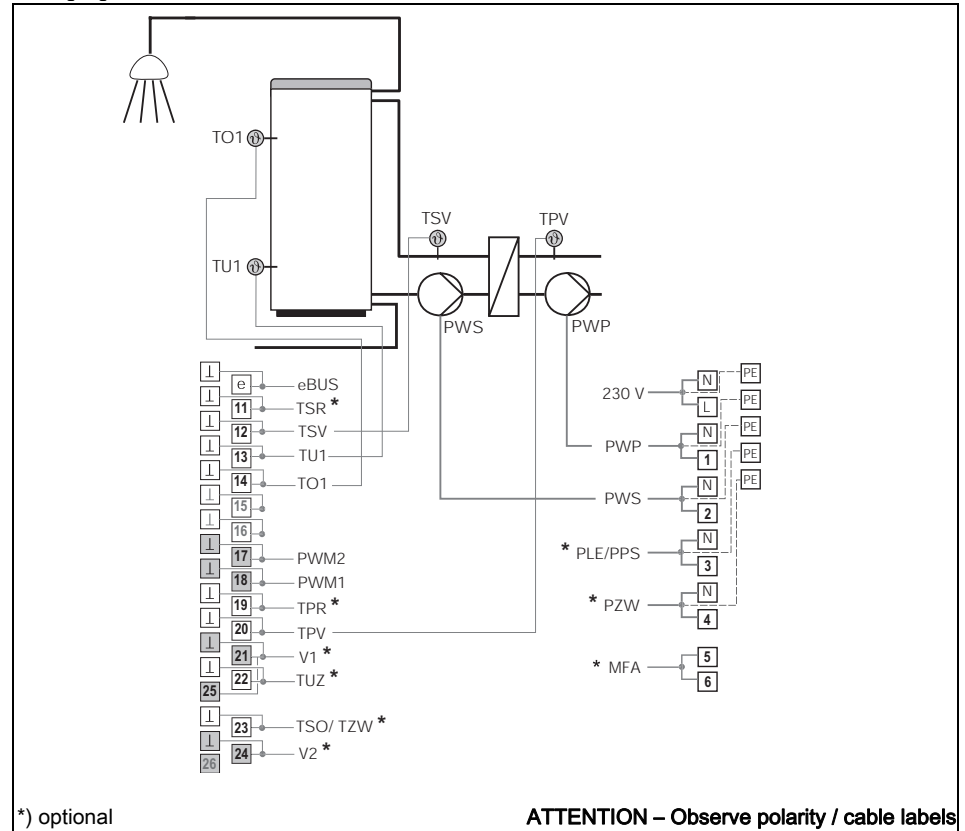 TO1
TSV TPV
TU1
PWS PWP
⊥
e eBUS
⊥
11 TSR *
⊥
12 TSV
⊥
13 TU1
⊥
14 TO1
⊥
15
⊥
16
⊥
17 PWM2
⊥
18 PWM1
⊥
19 TPR *
⊥
20 TPV
⊥
21 V1 *
⊥
22 TUZ *
25
⊥
23 TSO/ TZW *
⊥
24 V2 *
26
230 V N PE
L PE
PWP N PE
1 PE
PWS N PE
2
* PLE/PPS N
3
* PZW N
4
* MFA 5
6
*) optional ATTENTION – Observe polarity / cable labels